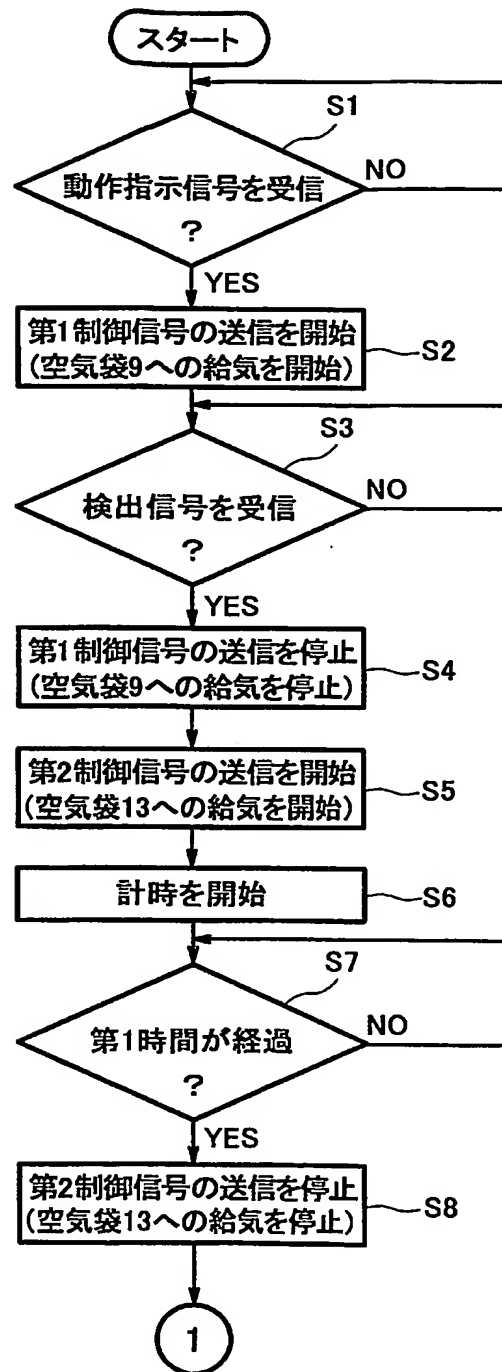 スタート
S1
動作指示信号を受信
?
NO
YES
第1制御信号の送信を開始
(空気袋9への給気を開始)
S2
S3
検出信号を受信
?
NO
YES
第1制御信号の送信を停止
(空気袋9への給気を停止)
S4
第2制御信号の送信を開始
(空気袋13への給気を開始)
S5
計時を開始
S6
S7
第1時間が経過
?
NO
YES
第2制御信号の送信を停止
(空気袋13への給気を停止)
S8
1